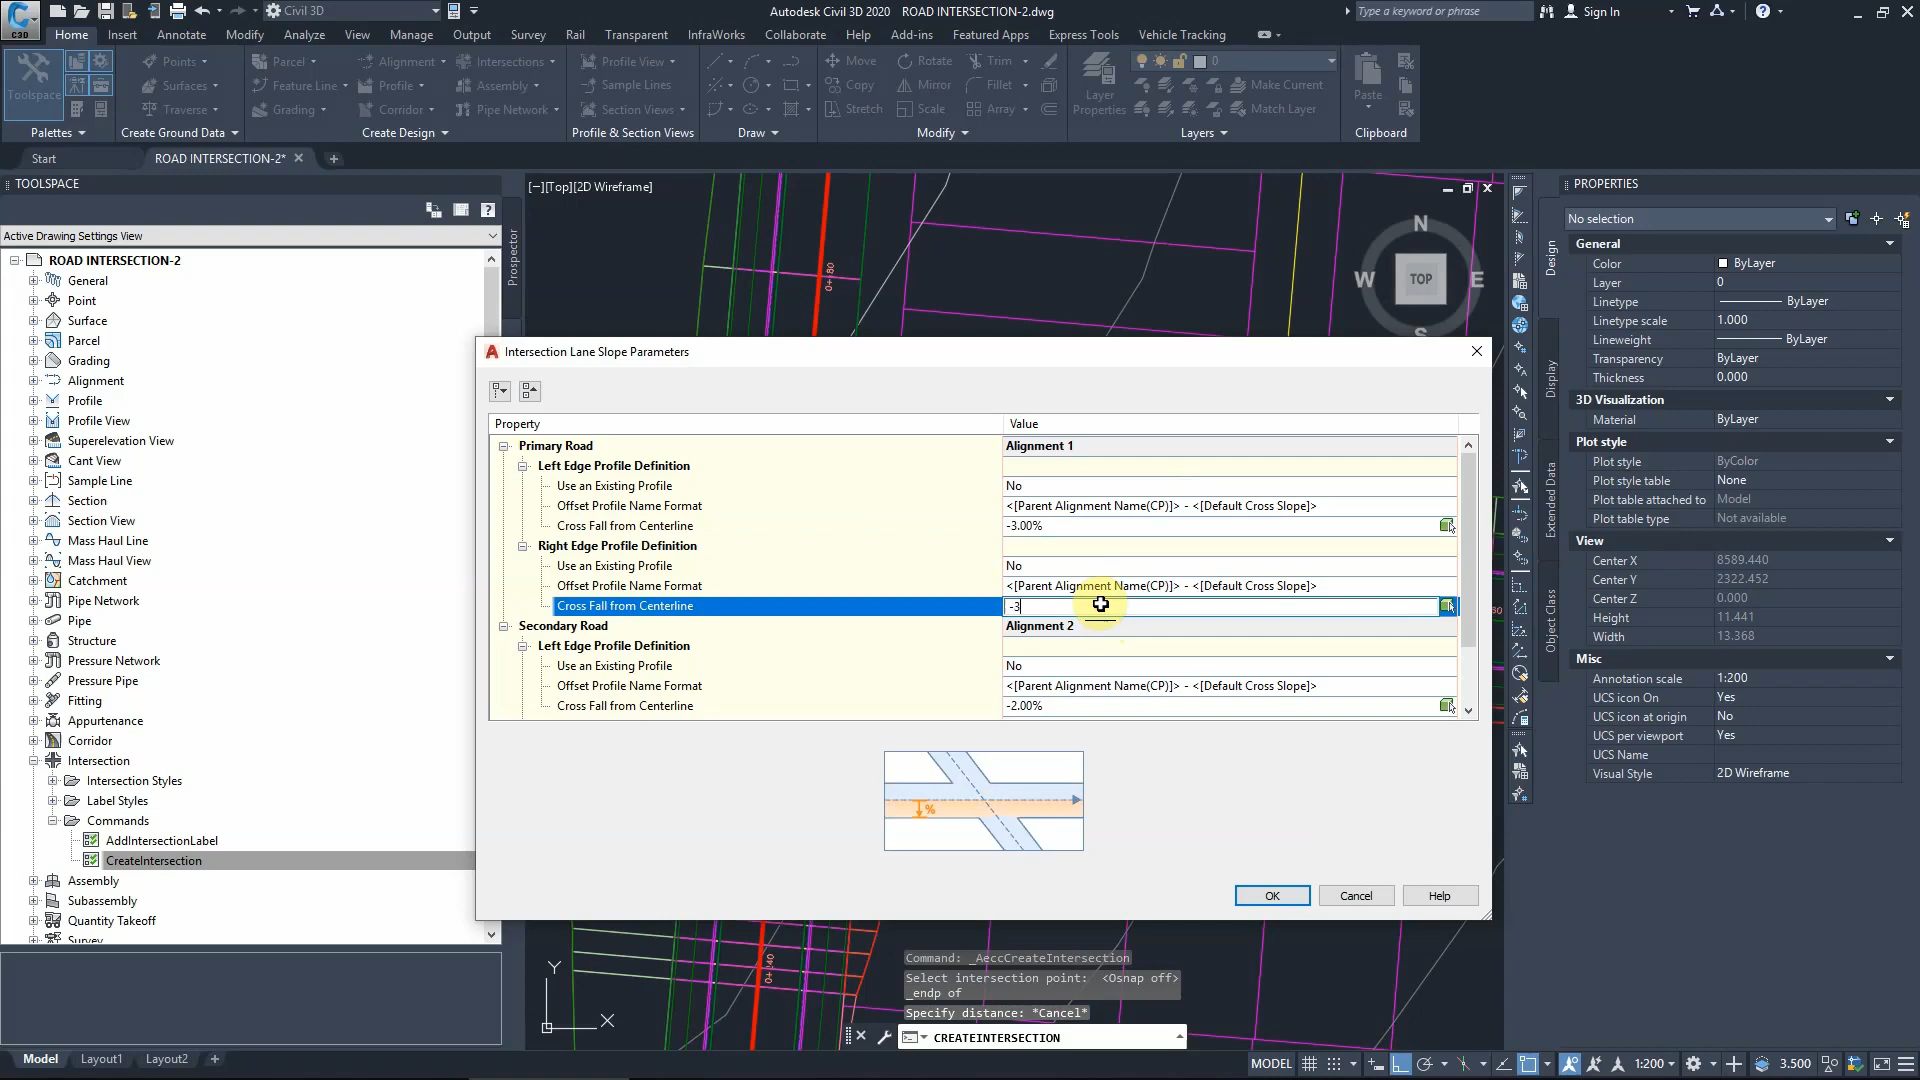 C3D
Civil 3D
Autodesk Civil 3D 2020 ROAD INTERSECTION-2.dwg
Type a keyword or phrase
Sign In
Home Insert Annotate Modify Analyze View Manage Output Survey Rail Transparent InfraWorks Collaborate Help Add-ins Featured Apps Express Tools Vehicle Tracking
Toolspace
Palettes
Points
Surfaces
Traverse
Create Ground Data
Parcel
Feature Line
Grading
Alignment
Profile
Corridor
Intersections
Assembly
Pipe Network
Create Design
Profile View
Sample Lines
Section Views
Profile & Section Views
Draw
Move
Copy
Stretch
Rotate
Mirror
Scale
Trim
Fillet
Array
Modify
Layer
Properties
0
Make Current
Match Layer
Layers
Paste
Clipboard
Start
ROAD INTERSECTION-2*
TOOLSPACE
Active Drawing Settings View
ROAD INTERSECTION-2
General
Point
Surface
Parcel
Grading
Alignment
Profile
Profile View
Superelevation View
Cant View
Sample Line
Section
Section View
Mass Haul Line
Mass Haul View
Catchment
Pipe Network
Pipe
Structure
Pressure Network
Pressure Pipe
Fitting
Appurtenance
Corridor
Intersection
Intersection Styles
Label Styles
Commands
AddIntersectionLabel
CreateIntersection
Assembly
Subassembly
Quantity Takeoff
Survey
Prospector
[−][Top][2D Wireframe]
0+180
N
W
TOP
E
S
Intersection Lane Slope Parameters
Property Value
Primary Road Alignment 1
Left Edge Profile Definition
Use an Existing Profile No
Offset Profile Name Format <[Parent Alignment Name(CP)]> - <[Default Cross Slope]>
Cross Fall from Centerline -3.00%
Right Edge Profile Definition
Use an Existing Profile No
Offset Profile Name Format <[Parent Alignment Name(CP)]> - <[Default Cross Slope]>
Cross Fall from Centerline -3
Secondary Road Alignment 2
Left Edge Profile Definition
Use an Existing Profile No
Offset Profile Name Format <[Parent Alignment Name(CP)]> - <[Default Cross Slope]>
Cross Fall from Centerline -2.00%
%
OK Cancel Help
0+240
Y
X
Command: _AeccCreateIntersection
Select intersection point: <Osnap off>
_endp of
Specify distance: *Cancel*
CREATEINTERSECTION
PROPERTIES
No selection
Design
Display
Extended Data
Object Class
General
Color ByLayer
Layer 0
Linetype ByLayer
Linetype scale 1.000
Lineweight ByLayer
Transparency ByLayer
Thickness 0.000
3D Visualization
Material ByLayer
Plot style
Plot style ByColor
Plot style table None
Plot table attached to Model
Plot table type Not available
View
Center X 8589.440
Center Y 2322.452
Center Z 0.000
Height 11.441
Width 13.368
Misc
Annotation scale 1:200
UCS icon On Yes
UCS icon at origin No
UCS per viewport Yes
UCS Name
Visual Style 2D Wireframe
Model Layout1 Layout2
MODEL
1:200
3.500